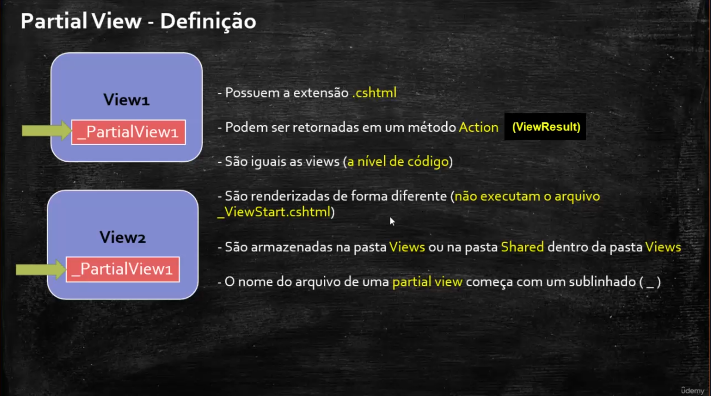 Partial View - Definição
View1
_PartialView1
View2
_PartialView1
- Possuem a extensão .cshtml
- Podem ser retornadas em um método Action (ViewResult)
- São iguais as views (a nível de código)
- São renderizadas de forma diferente (não executam o arquivo
_ViewStart.cshtml)
- São armazenadas na pasta Views ou na pasta Shared dentro da pasta Views
- O nome do arquivo de uma partial view começa com um sublinhado ( _ )
ûdemy